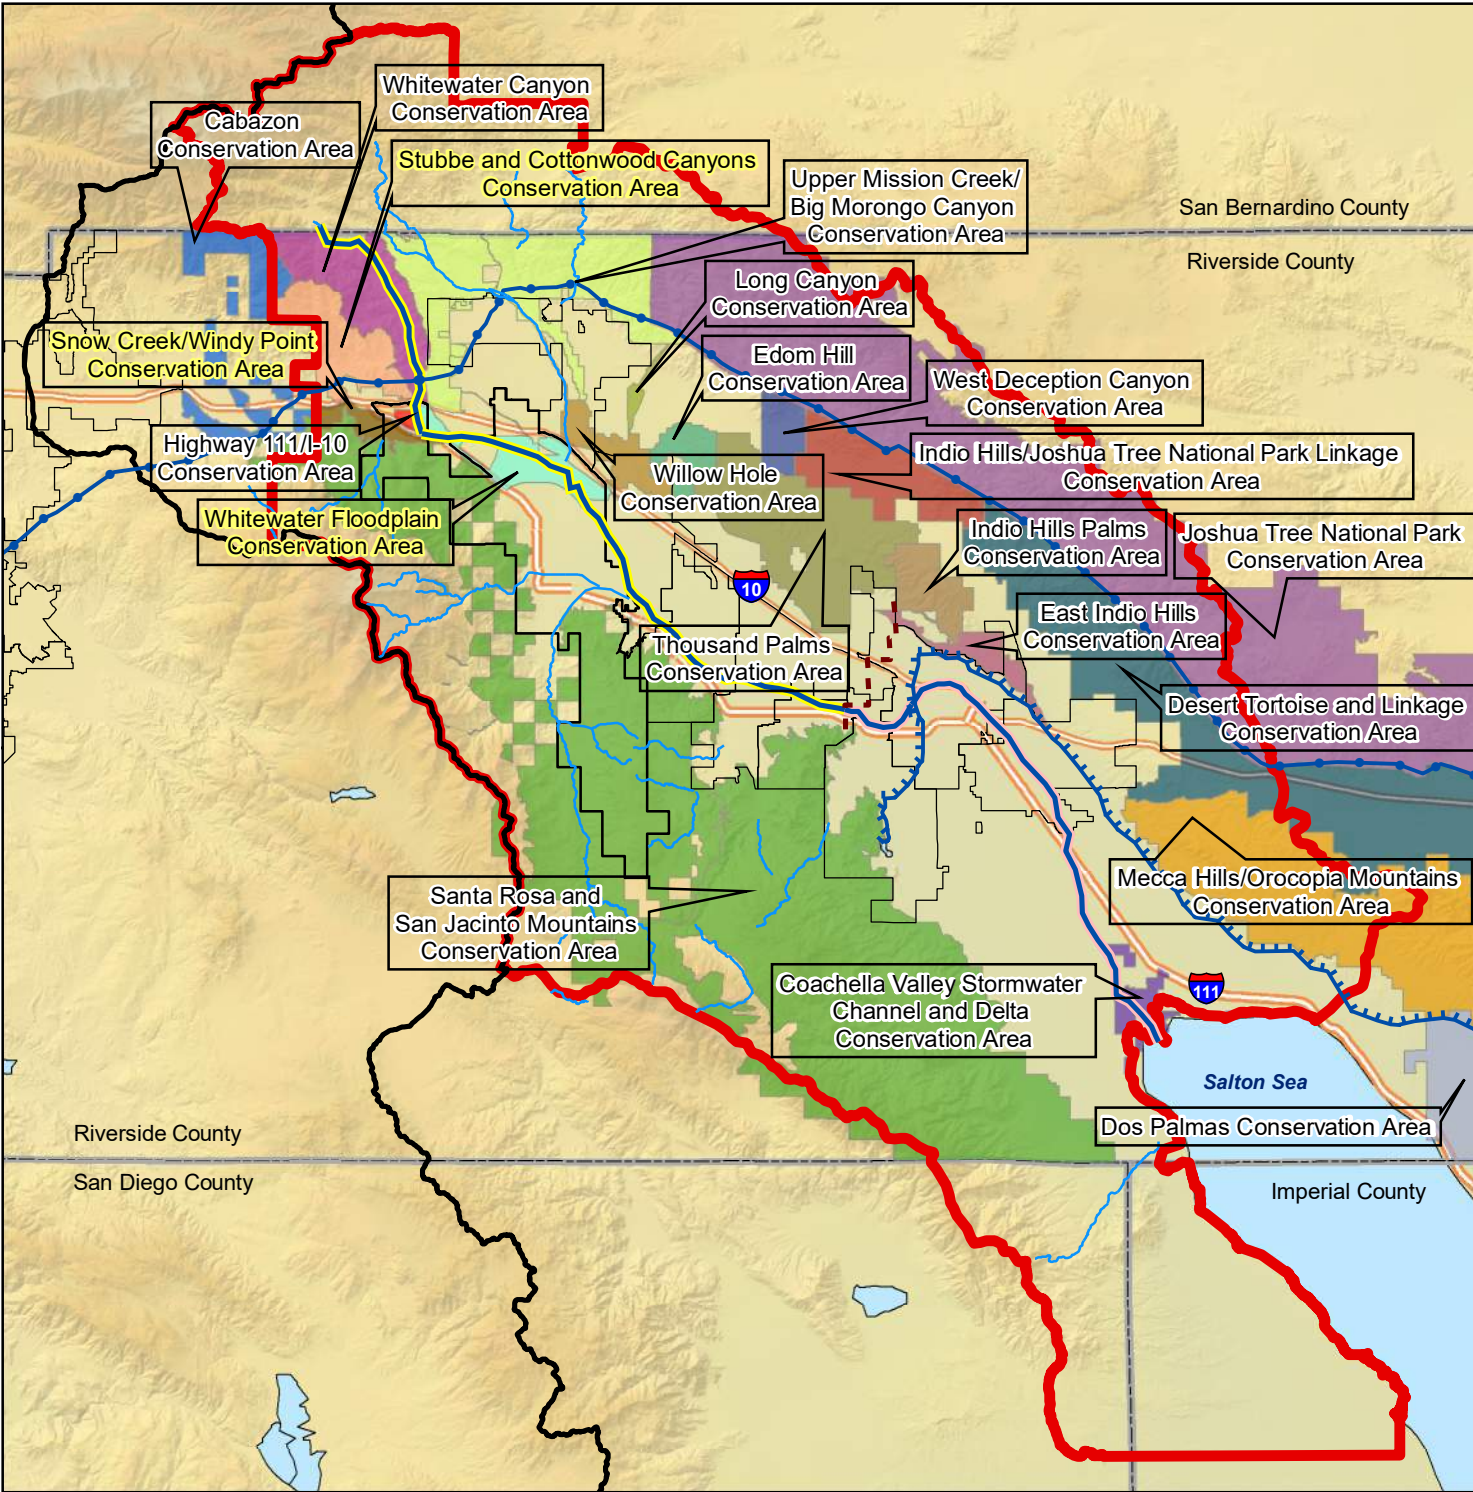 Whitewater Canyon
Conservation Area
Cabazon
Conservation Area
Stubbe and Cottonwood Canyons
Conservation Area
Upper Mission Creek/
Big Morongo Canyon
Conservation Area
San Bernardino County
Riverside County
Long Canyon
Conservation Area
Snow Creek/Windy Point
Conservation Area
Edom Hill
Conservation Area
West Deception Canyon
Conservation Area
Highway 111/I-10
Conservation Area
Indio Hills/Joshua Tree National Park Linkage
Conservation Area
Willow Hole
Conservation Area
Whitewater Floodplain
Conservation Area
Indio Hills Palms
Conservation Area
Joshua Tree National Park
Conservation Area
10
East Indio Hills
Conservation Area
Thousand Palms
Conservation Area
Desert Tortoise and Linkage
Conservation Area
Mecca Hills/Orocopia Mountains
Conservation Area
Santa Rosa and
San Jacinto Mountains
Conservation Area
Coachella Valley Stormwater
Channel and Delta
Conservation Area
111
Salton Sea
Dos Palmas Conservation Area
Riverside County
San Diego County
Imperial County